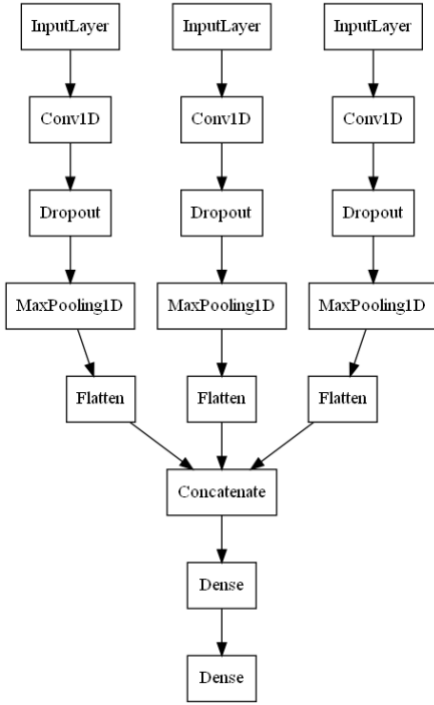 InputLayer InputLayer InputLayer
Conv1D Conv1D Conv1D
Dropout Dropout Dropout
MaxPooling1D MaxPooling1D MaxPooling1D
Flatten Flatten Flatten
Concatenate
Dense
Dense